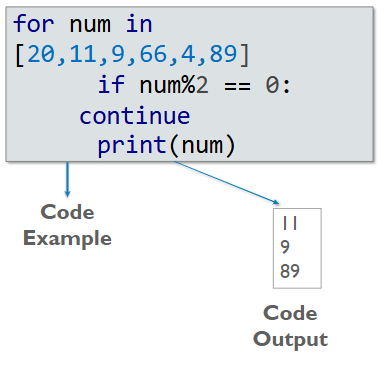 for num in
[20,11,9,66,4,89]
if num%2 == 0:
continue
print(num)
Code
Example
11
9
89
Code
Output